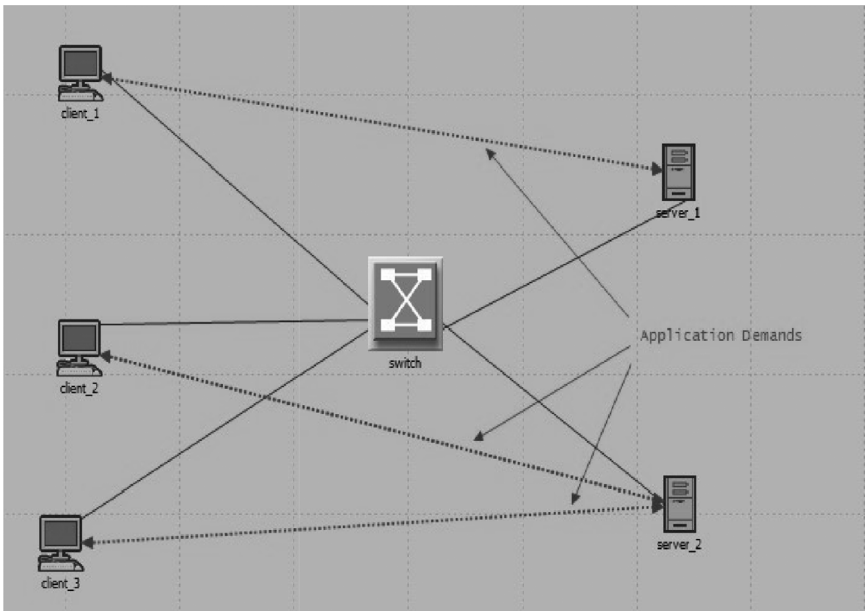 client_1
server_1
Application Demands
switch
client_2
server_2
client_3